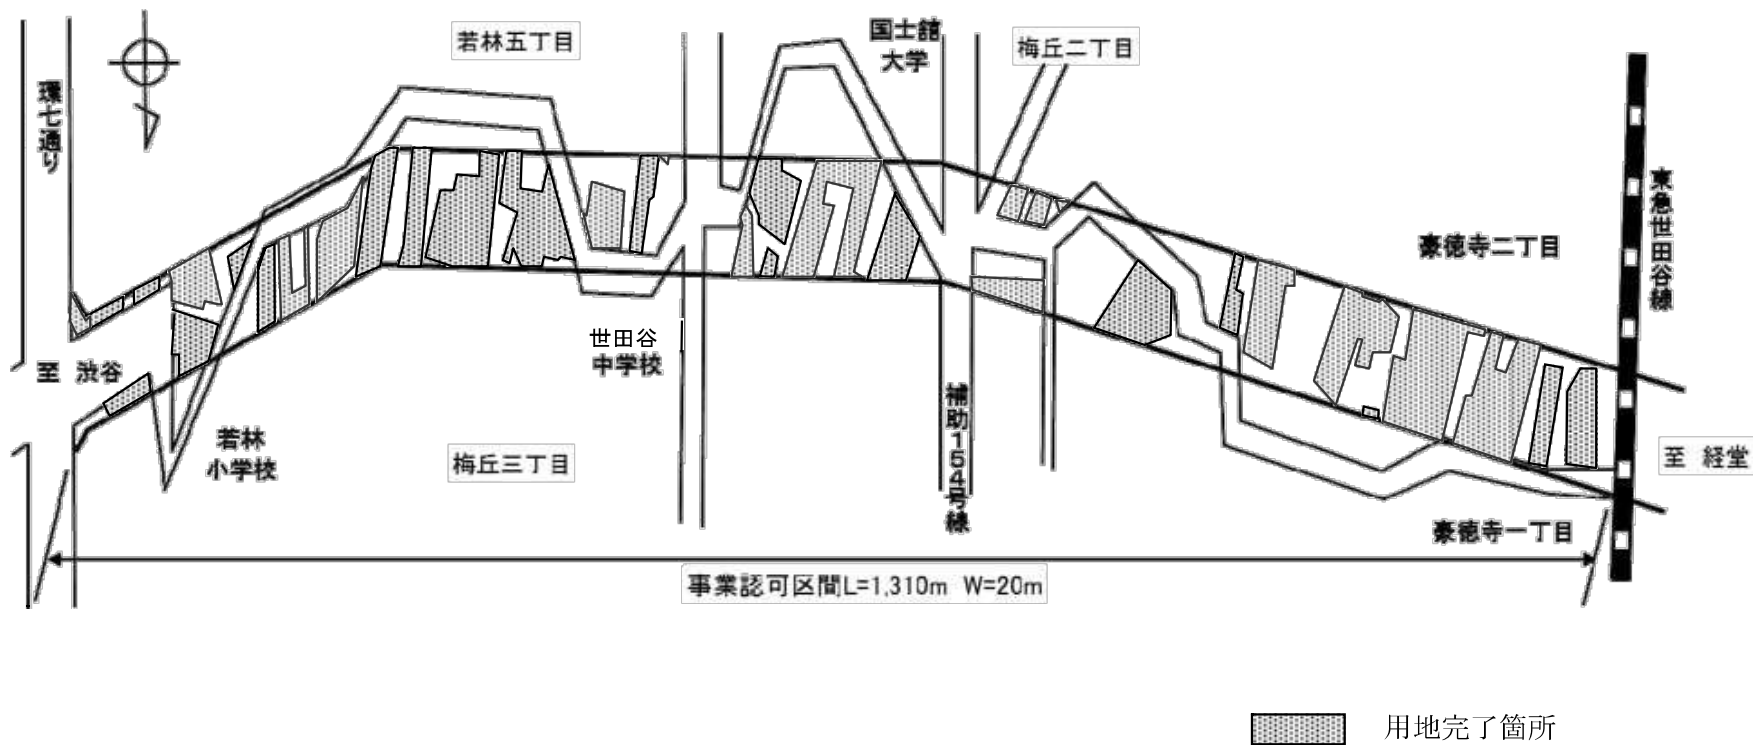 若林五丁目
国士舘
大学
梅丘二丁目
環七通り
東急世田谷線
豪徳寺二丁目
世田谷
中学校
至 渋谷
補助154号線
若林
小学校
梅丘三丁目
至 経堂
豪徳寺一丁目
事業認可区間L=1,310m W=20m
用地完了箇所